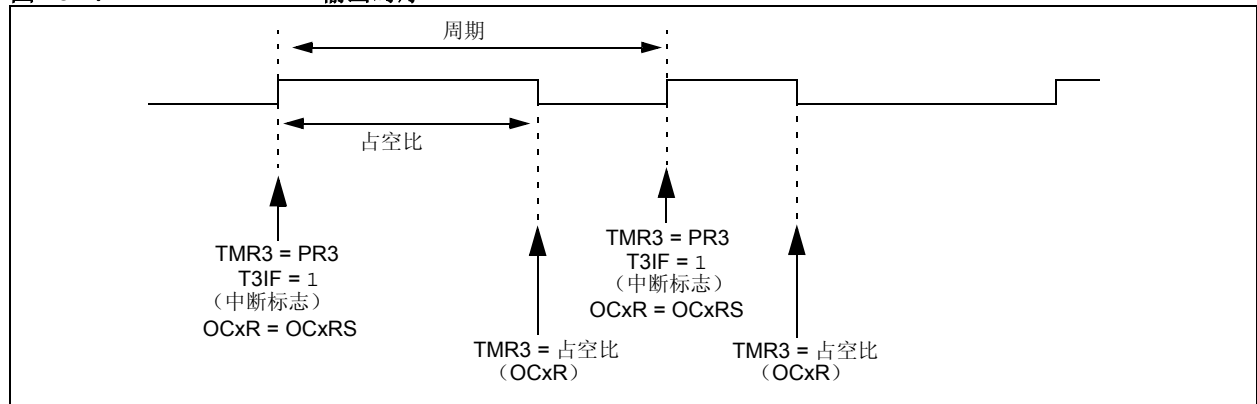 周期
占空比
TMR3 = PR3
T3IF = 1
（中断标志）
OCxR = OCxRS
TMR3 = 占空比
（OCxR）
TMR3 = PR3
T3IF = 1
（中断标志）
OCxR = OCxRS
TMR3 = 占空比
（OCxR）